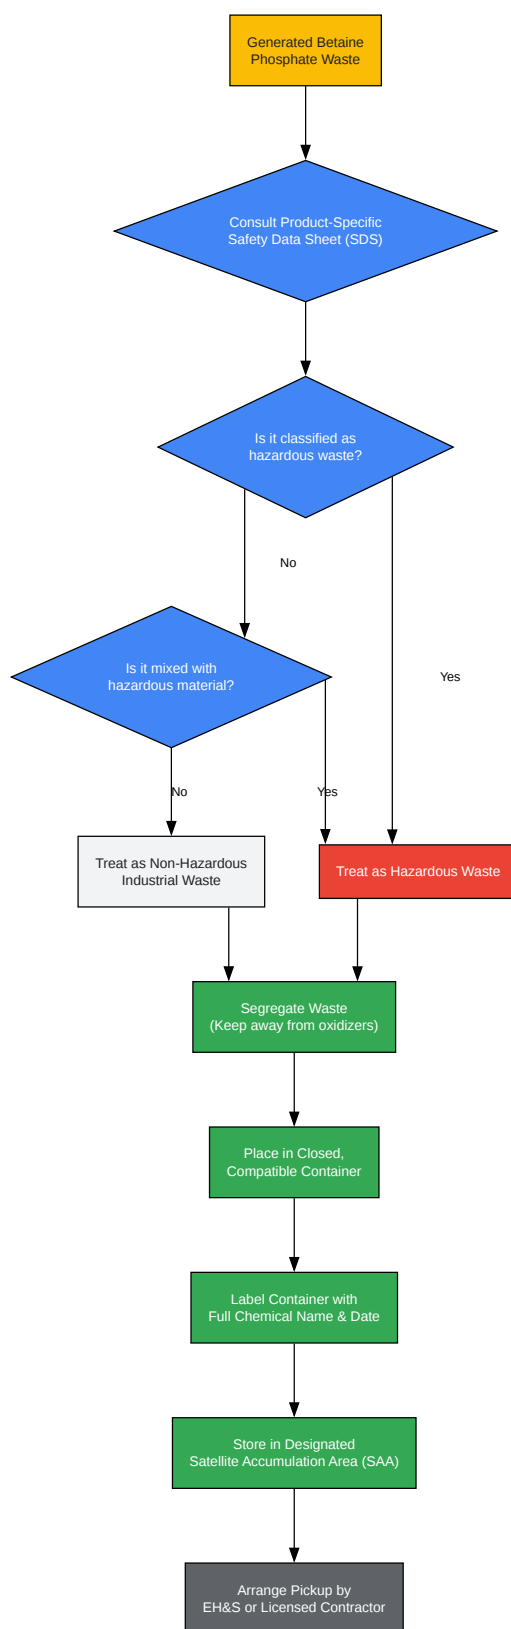 Generated Betaine
Phosphate Waste
Consult Product-Specific
Safety Data Sheet (SDS)
Is it classified as
hazardous waste?
No
Yes
Is it mixed with
hazardous material?
No
Yes
Treat as Non-Hazardous
Industrial Waste
Treat as Hazardous Waste
Segregate Waste
(Keep away from oxidizers)
Place in Closed,
Compatible Container
Label Container with
Full Chemical Name & Date
Store in Designated
Satellite Accumulation Area (SAA)
Arrange Pickup by
EH&S or Licensed Contractor